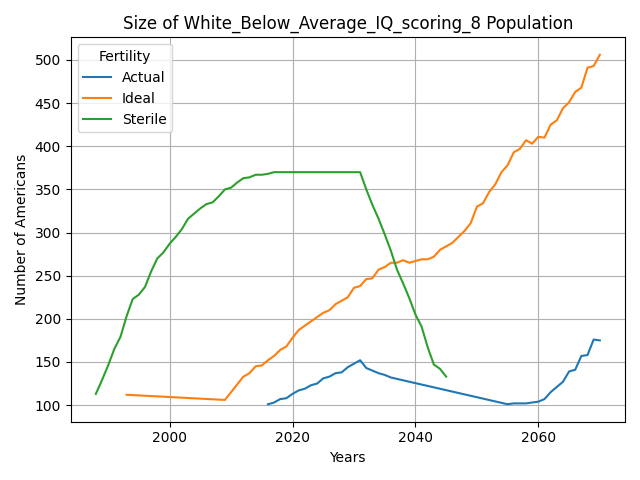 Size of White_Below_Average_IQ_scoring_8 Population
Fertility
Actual
Ideal
Sterile
Number of Americans
500
450
400
350
300
250
200
150
100
2000
2020
2040
2060
Years